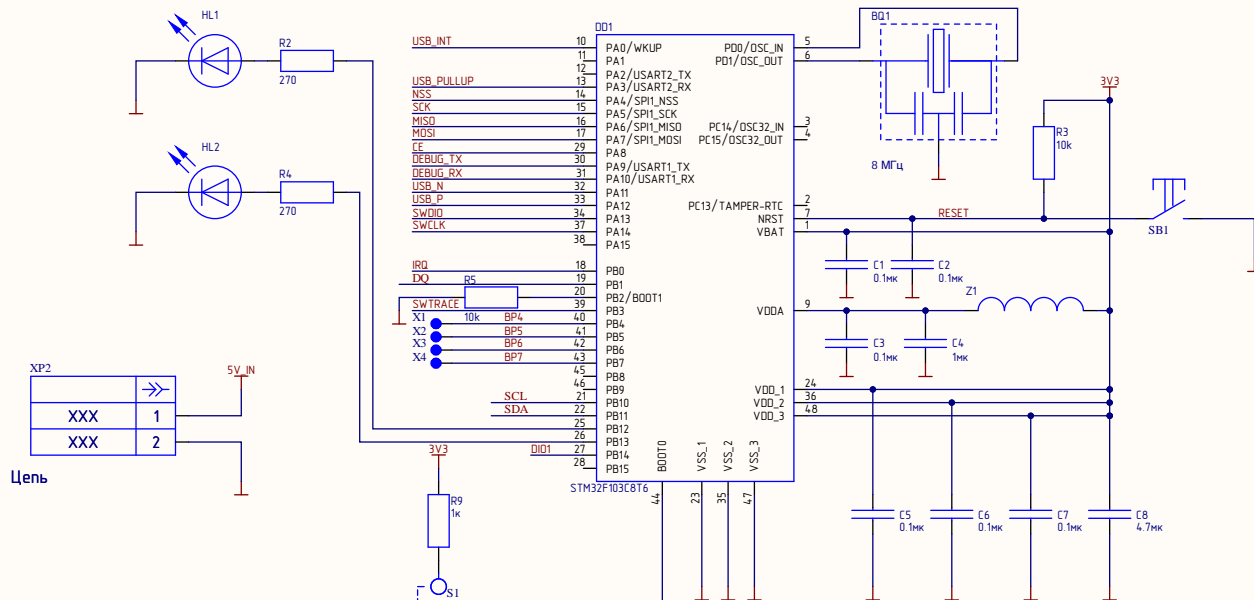 HL1
R2
270
HL2
R4
270
XP2
XXX 1
XXX 2
Цепь
5V_IN
DD1
USB_INT 10 PA0/WKUP
11 PA1
12 PA2/USART2_TX
USB_PULLUP 13 PA3/USART2_RX
NSS 14 PA4/SPI1_NSS
SCK 15 PA5/SPI1_SCK
MISO 16 PA6/SPI1_MISO
MOSI 17 PA7/SPI1_MOSI
CE 29 PA8
DEBUG_TX 30 PA9/USART1_TX
DEBUG_RX 31 PA10/USART1_RX
USB_N 32 PA11
USB_P 33 PA12
SWDIO 34 PA13
SWCLK 37 PA14
38 PA15
IRQ 18 PB0
DQ 19 PB1
R5
10k
20 PB2/BOOT1
SWTRACE 39 PB3
X1 BP4 40 PB4
X2 BP5 41 PB5
X3 BP6 42 PB6
X4 BP7 43 PB7
45 PB8
46 PB9
SCL 21 PB10
SDA 22 PB11
25 PB12
26 PB13
DIO1 27 PB14
28 PB15
STM32F103C8T6
PD0/OSC_IN 5
PD1/OSC_OUT 6
PC14/OSC32_IN 3
PC15/OSC32_OUT 4
PC13/TAMPER-RTC 2
NRST 7 RESET
VBAT 1
VDDA 9
VDD_1 24
VDD_2 36
VDD_3 48
BOOT0 44
VSS_1 23
VSS_2 35
VSS_3 47
BQ1
8 МГц
3V3
R3
10k
SB1
C1
0.1мк
C2
0.1мк
Z1
C3
0.1мк
C4
1мк
C5
0.1мк
C6
0.1мк
C7
0.1мк
C8
4.7мк
3V3
R9
1к
S1